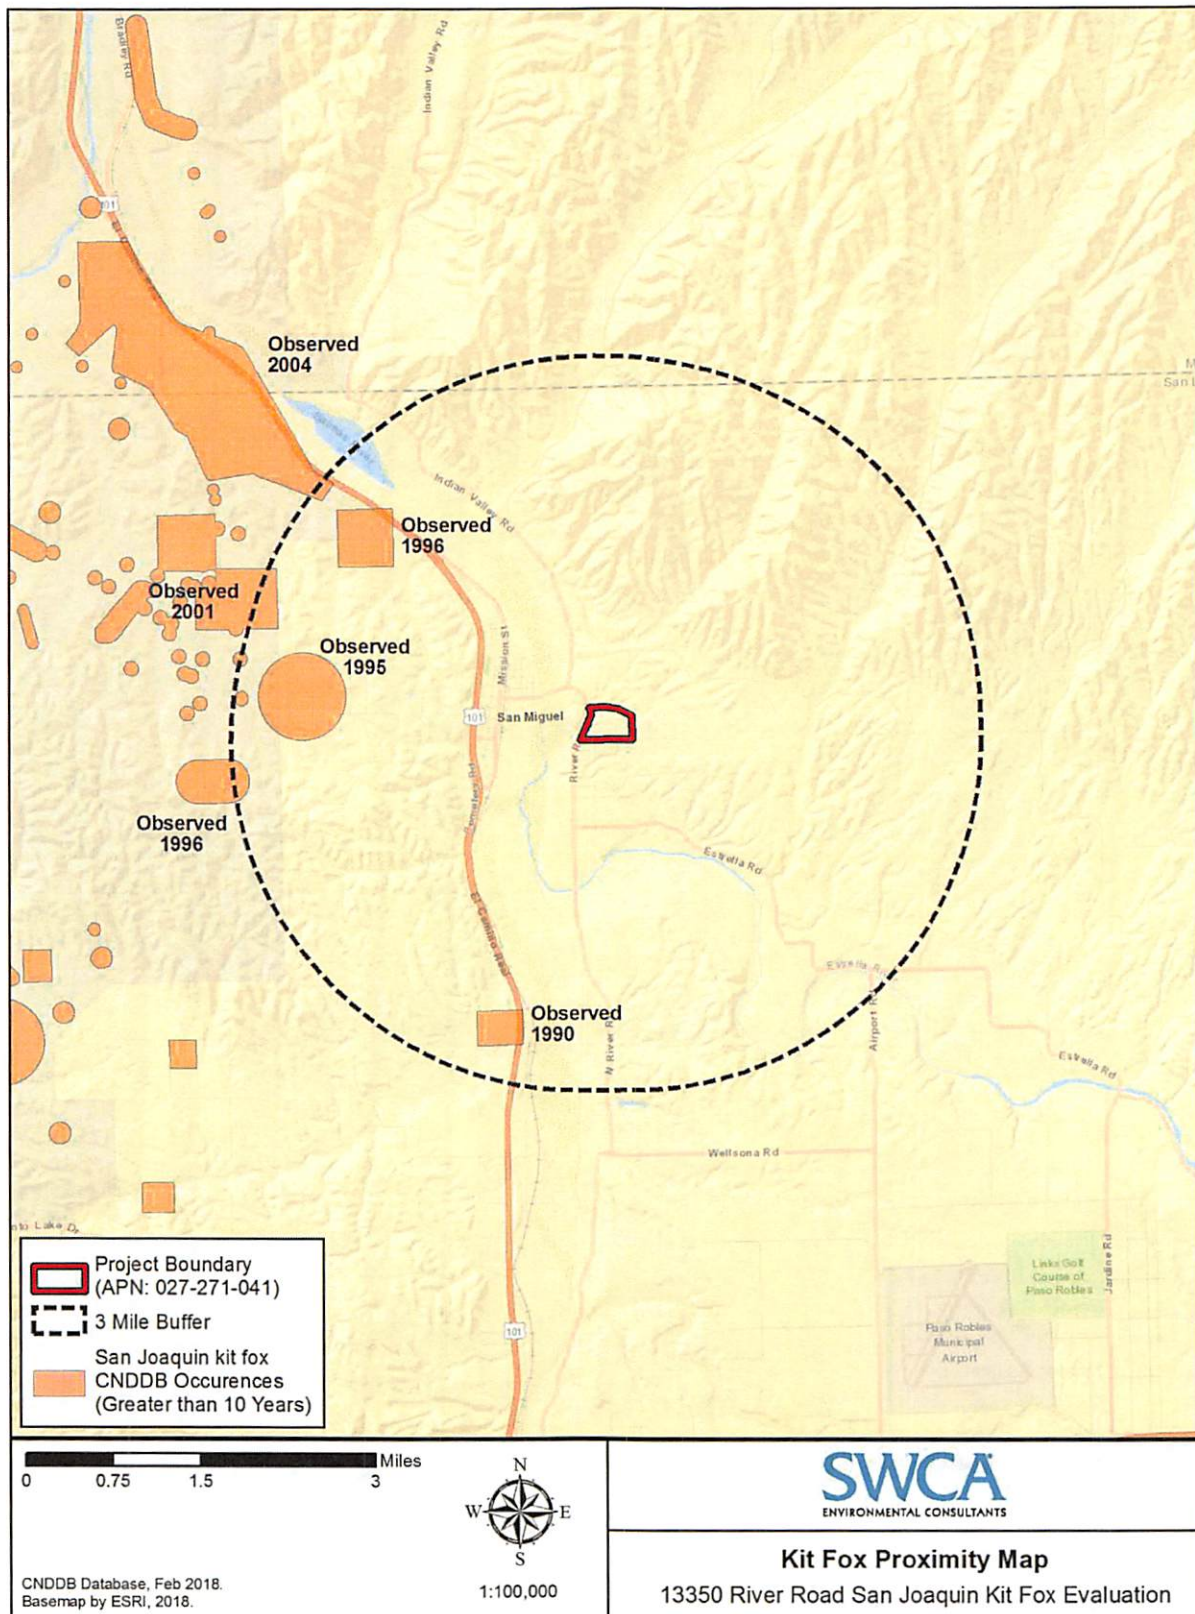 Bradley Rd
Indian Valley Rd
101
Observed
2004
Indian Valley Rd
Observed
1996
Observed
2001
Observed
1995
Mission St
101
San Miguel
Observed
1996
Estrella Rd
El Camino Real
Estrella Rd
Observed
1990
Airport Rd
Estrella Rd
Wellsona Rd
Project Boundary
(APN: 027-271-041)
3 Mile Buffer
San Joaquin kit fox
CNDDB Occurences
(Greater than 10 Years)
101
Links Golf
Course of
Paso Robles
Jardine Rd
Paso Robles
Municipal
Airport
Miles
0 0.75 1.5 3
N
W E
S
1:100,000
CNDDB Database, Feb 2018.
Basemap by ESRI, 2018.
SWCA
ENVIRONMENTAL CONSULTANTS
Kit Fox Proximity Map
13350 River Road San Joaquin Kit Fox Evaluation